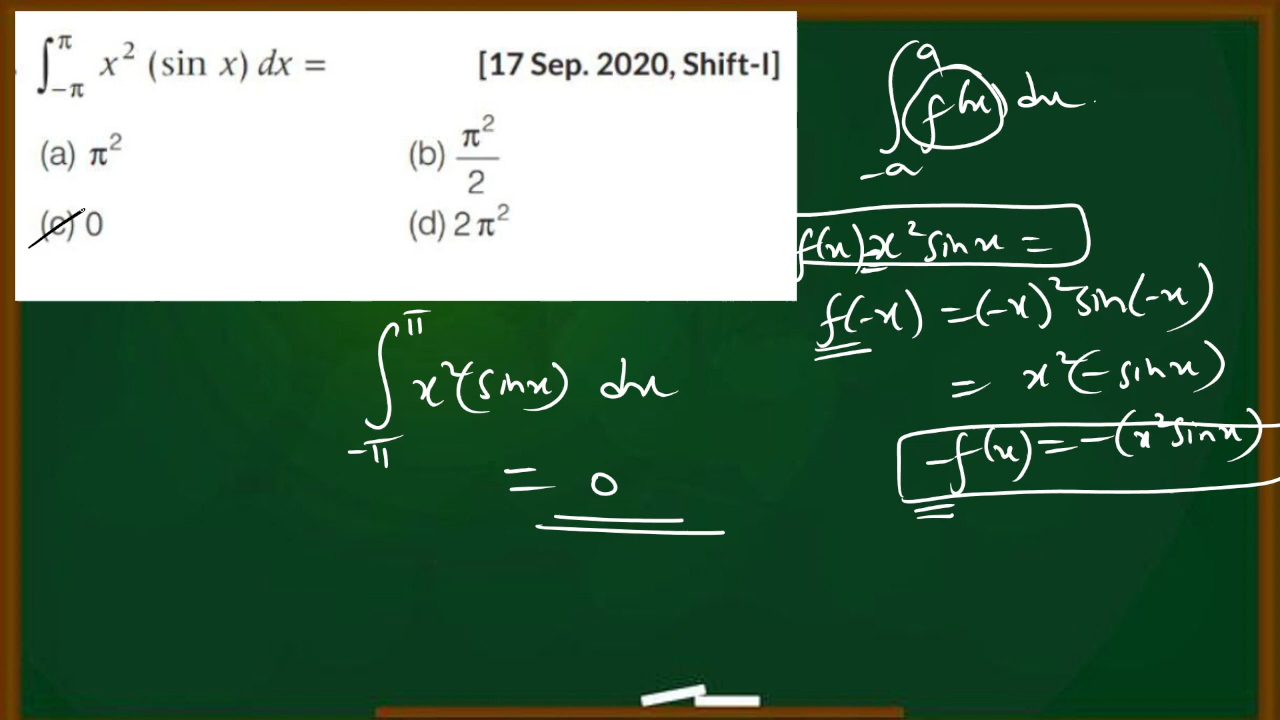 ∫_{-π}^{π} x² (sin x) dx = [17 Sep. 2020, Shift-I]
(a) π² (b) π²/2
(c) 0 (d) 2π²
∫_{-a}^{a} f(x) dx.
f(x) = x² sin x =
f(-x) = (-x)² sin(-x)
= x² (- sin x)
-f(x) = -(x² sin x)
∫_{-π}^{π} x² (sin x) dx
= 0